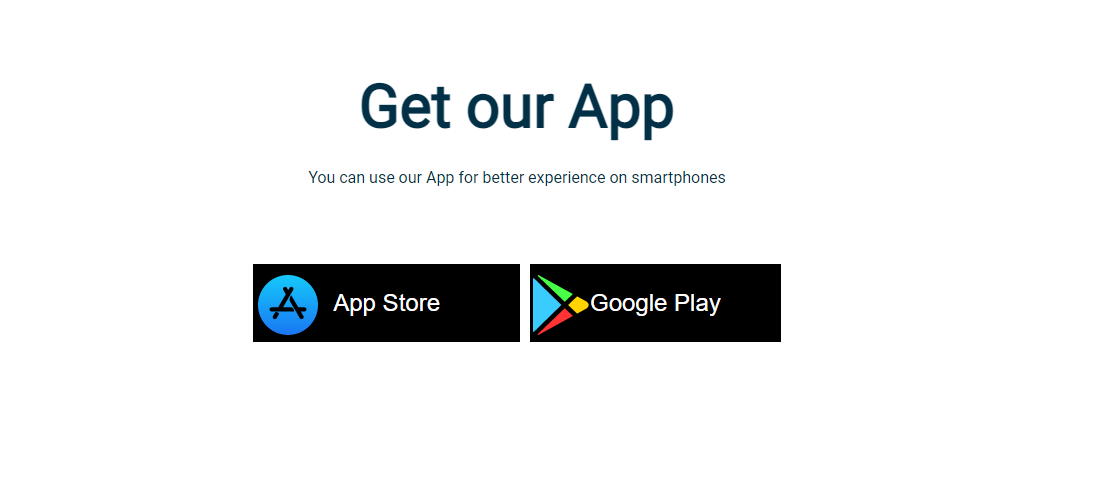 Get our App
You can use our App for better experience on smartphones
App Store
Google Play